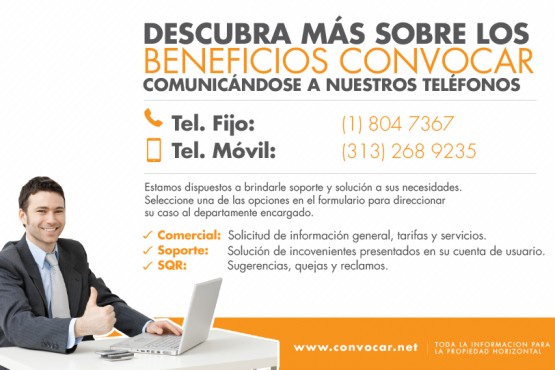 DESCUBRA MÁS SOBRE LOS
BENEFICIOS CONVOCAR
COMUNICÁNDOSE A NUESTROS TELÉFONOS
Tel. Fijo: (1) 804 7367
Tel. Móvil: (313) 268 9235
Estamos dispuestos a brindarle soporte y solución a sus necesidades.
Seleccione una de las opciones en el formulario para direccionar
su caso al departamente encargado.
Comercial: Solicitud de información general, tarifas y servicios.
Soporte: Solución de incovenientes presentados en su cuenta de usuario.
SQR: Sugerencias, quejas y reclamos.
www.convocar.net
TODA LA INFORMACION PARA
LA PROPIEDAD HORIZONTAL